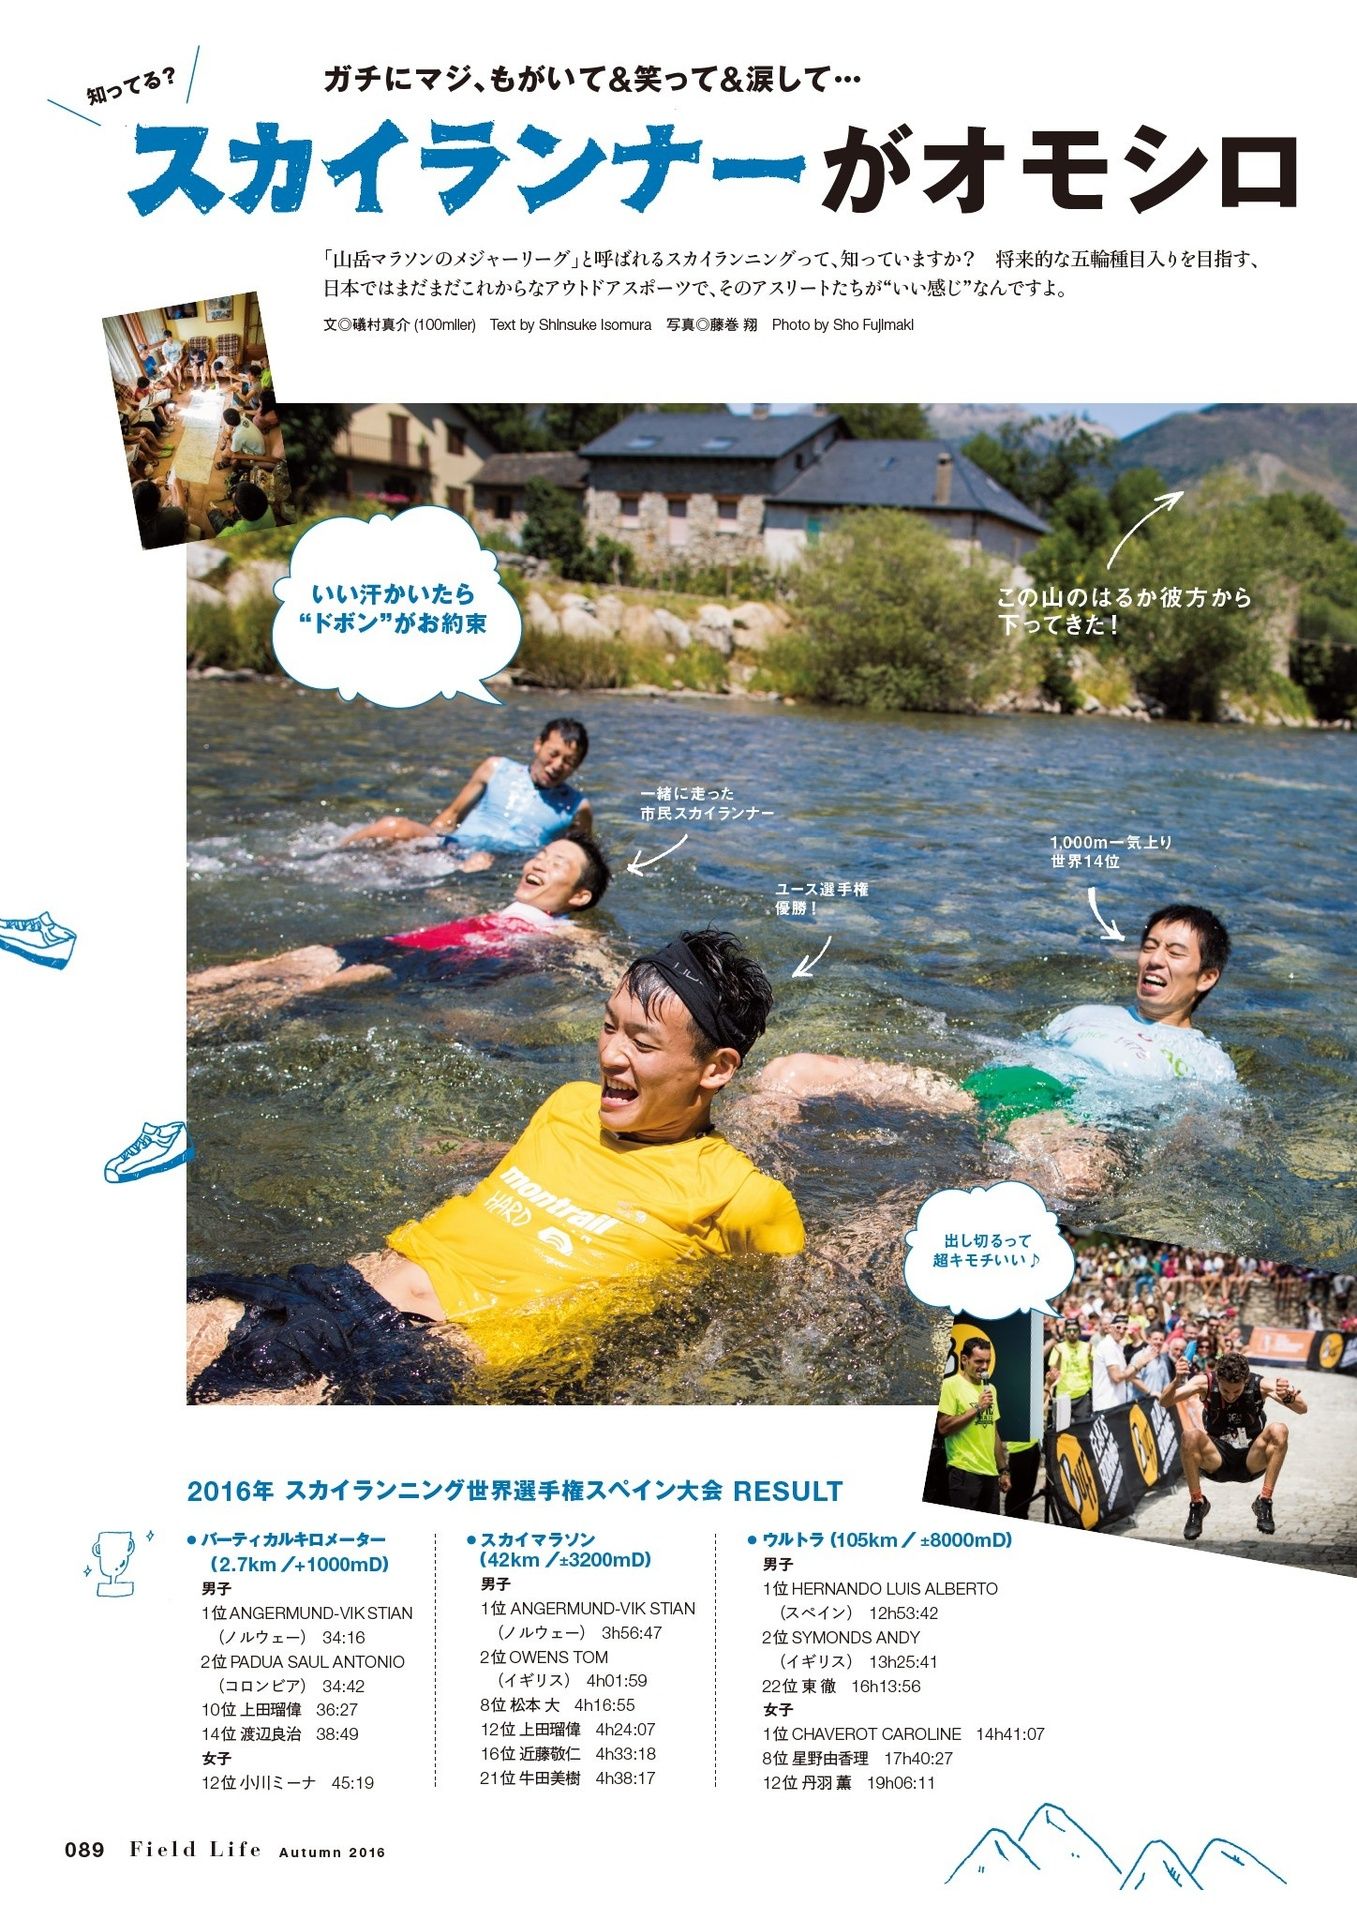 知ってる?
ガチにマジ、もがいて&笑って&涙して…
スカイランナーがオモシロ
「山岳マラソンのメジャーリーグ」と呼ばれるスカイランニングって、知っていますか？　将来的な五輪種目入りを目指す、
日本ではまだまだこれからなアウトドアスポーツで、そのアスリートたちが“いい感じ”なんですよ。
文◎礒村真介 (100miler)　Text by Shinsuke Isomura　写真◎藤巻 翔　Photo by Sho Fujimaki
いい汗かいたら
“ドボン”がお約束
この山のはるか彼方から
下ってきた！
一緒に走った
市民スカイランナー
1,000m一気上り
世界14位
ユース選手権
優勝！
montrail
HARD
出し切るって
超キモチいい♪
BUFF
2016年 スカイランニング世界選手権スペイン大会 RESULT
● バーティカルキロメーター
（2.7km／+1000mD）
男子
1位 ANGERMUND-VIK STIAN
（ノルウェー）　34:16
2位 PADUA SAUL ANTONIO
（コロンビア）　34:42
10位 上田瑠偉　36:27
14位 渡辺良治　38:49
女子
12位 小川ミーナ　45:19
● スカイマラソン
（42km／±3200mD）
男子
1位 ANGERMUND-VIK STIAN
（ノルウェー）　3h56:47
2位 OWENS TOM
（イギリス）　4h01:59
8位 松本 大　4h16:55
12位 上田瑠偉　4h24:07
16位 近藤敬仁　4h33:18
21位 牛田美樹　4h38:17
● ウルトラ（105km／±8000mD）
男子
1位 HERNANDO LUIS ALBERTO
（スペイン）　12h53:42
2位 SYMONDS ANDY
（イギリス）　13h25:41
22位 東 徹　16h13:56
女子
1位 CHAVEROT CAROLINE　14h41:07
8位 星野由香理　17h40:27
12位 丹羽 薫　19h06:11
089 Field Life Autumn 2016